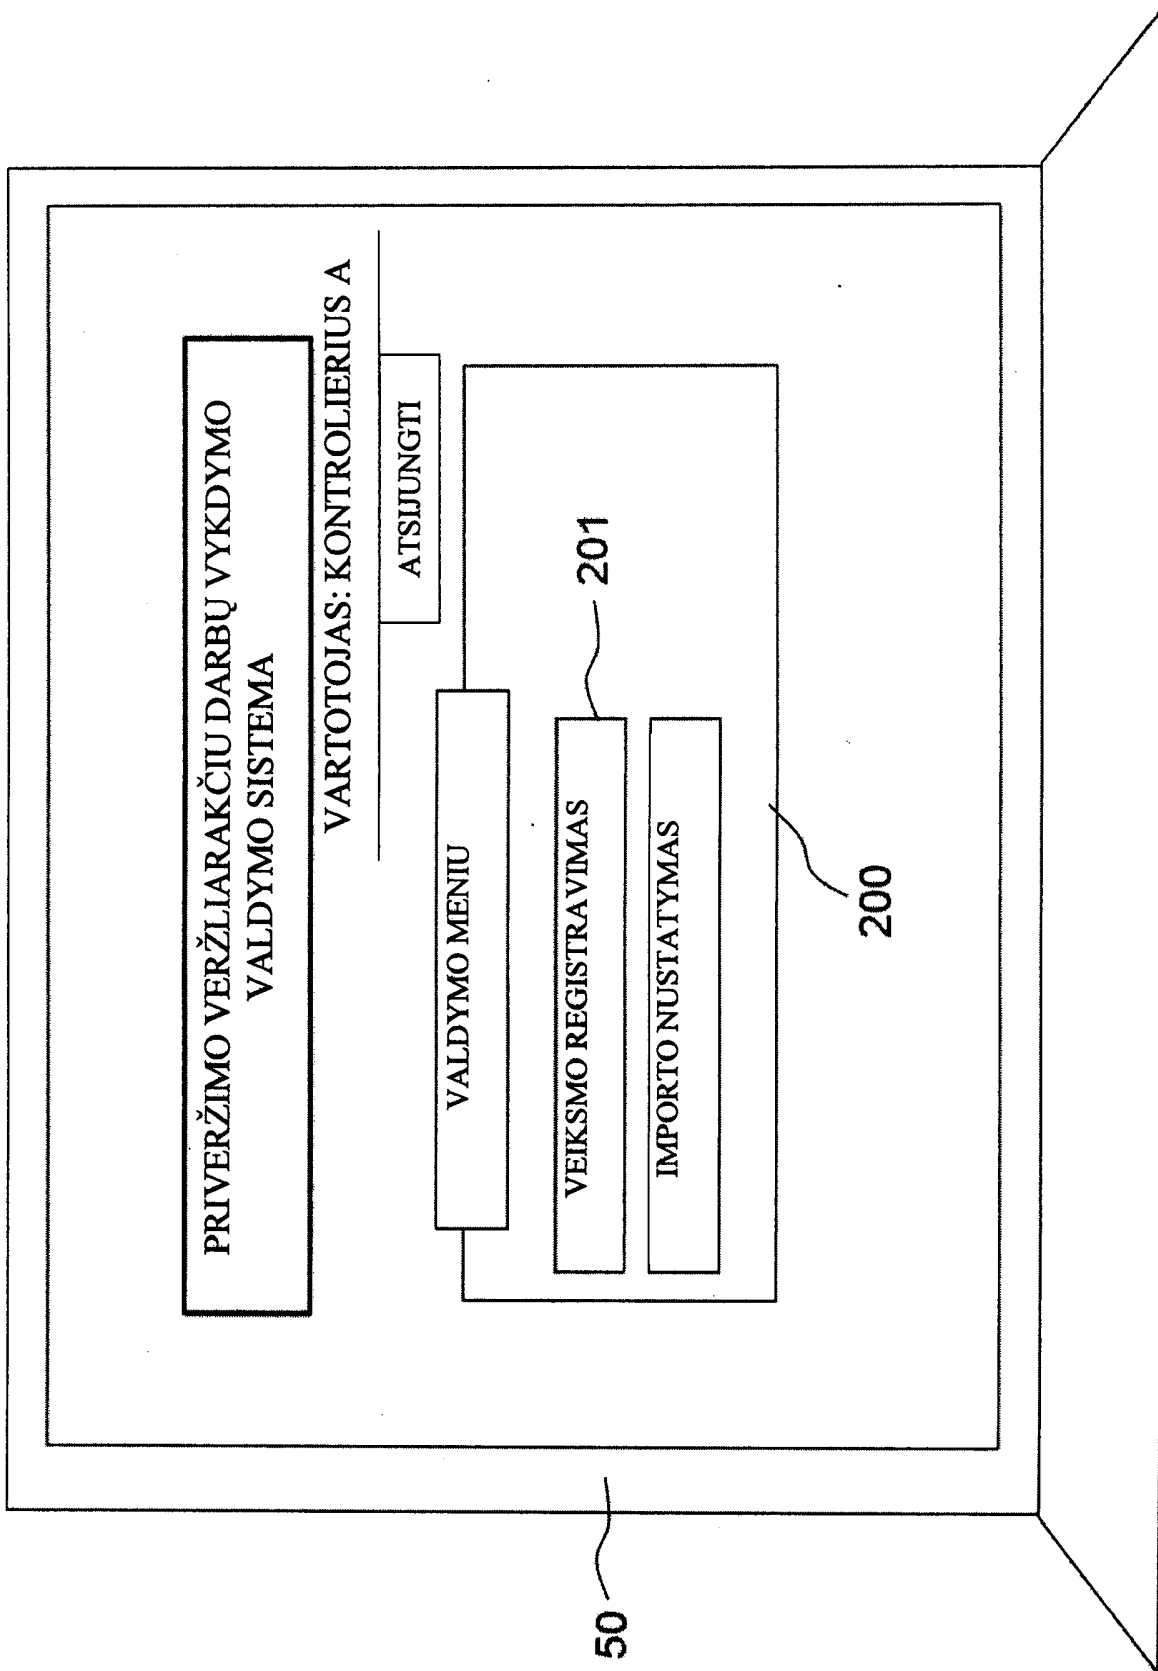 PRIVERŽIMO VERŽLIARAKČIU DARBŲ VYKDYMO
VALDYMO SISTEMA
VARTOTOJAS: KONTROLIERIUS A
ATSIJUNGTI
VALDYMO MENIU
VEIKSMO REGISTRAVIMAS
201
IMPORTO NUSTATYMAS
200
50